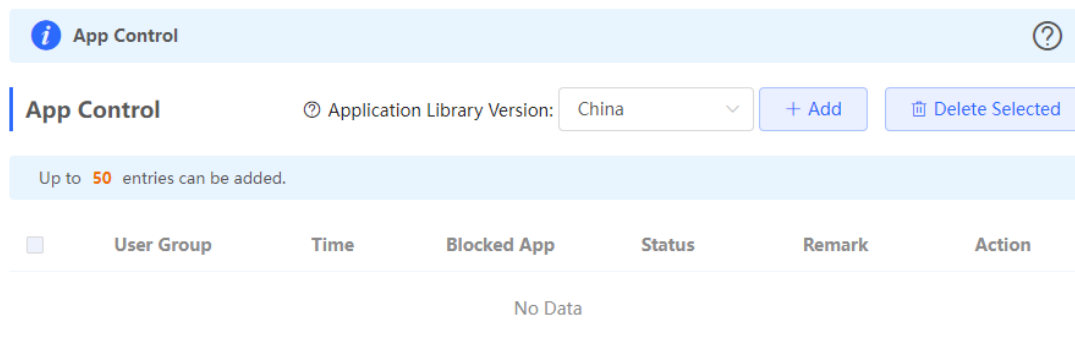 App Control
App Control
Application Library Version: China + Add Delete Selected
Up to 50 entries can be added.
User Group Time Blocked App Status Remark Action
No Data